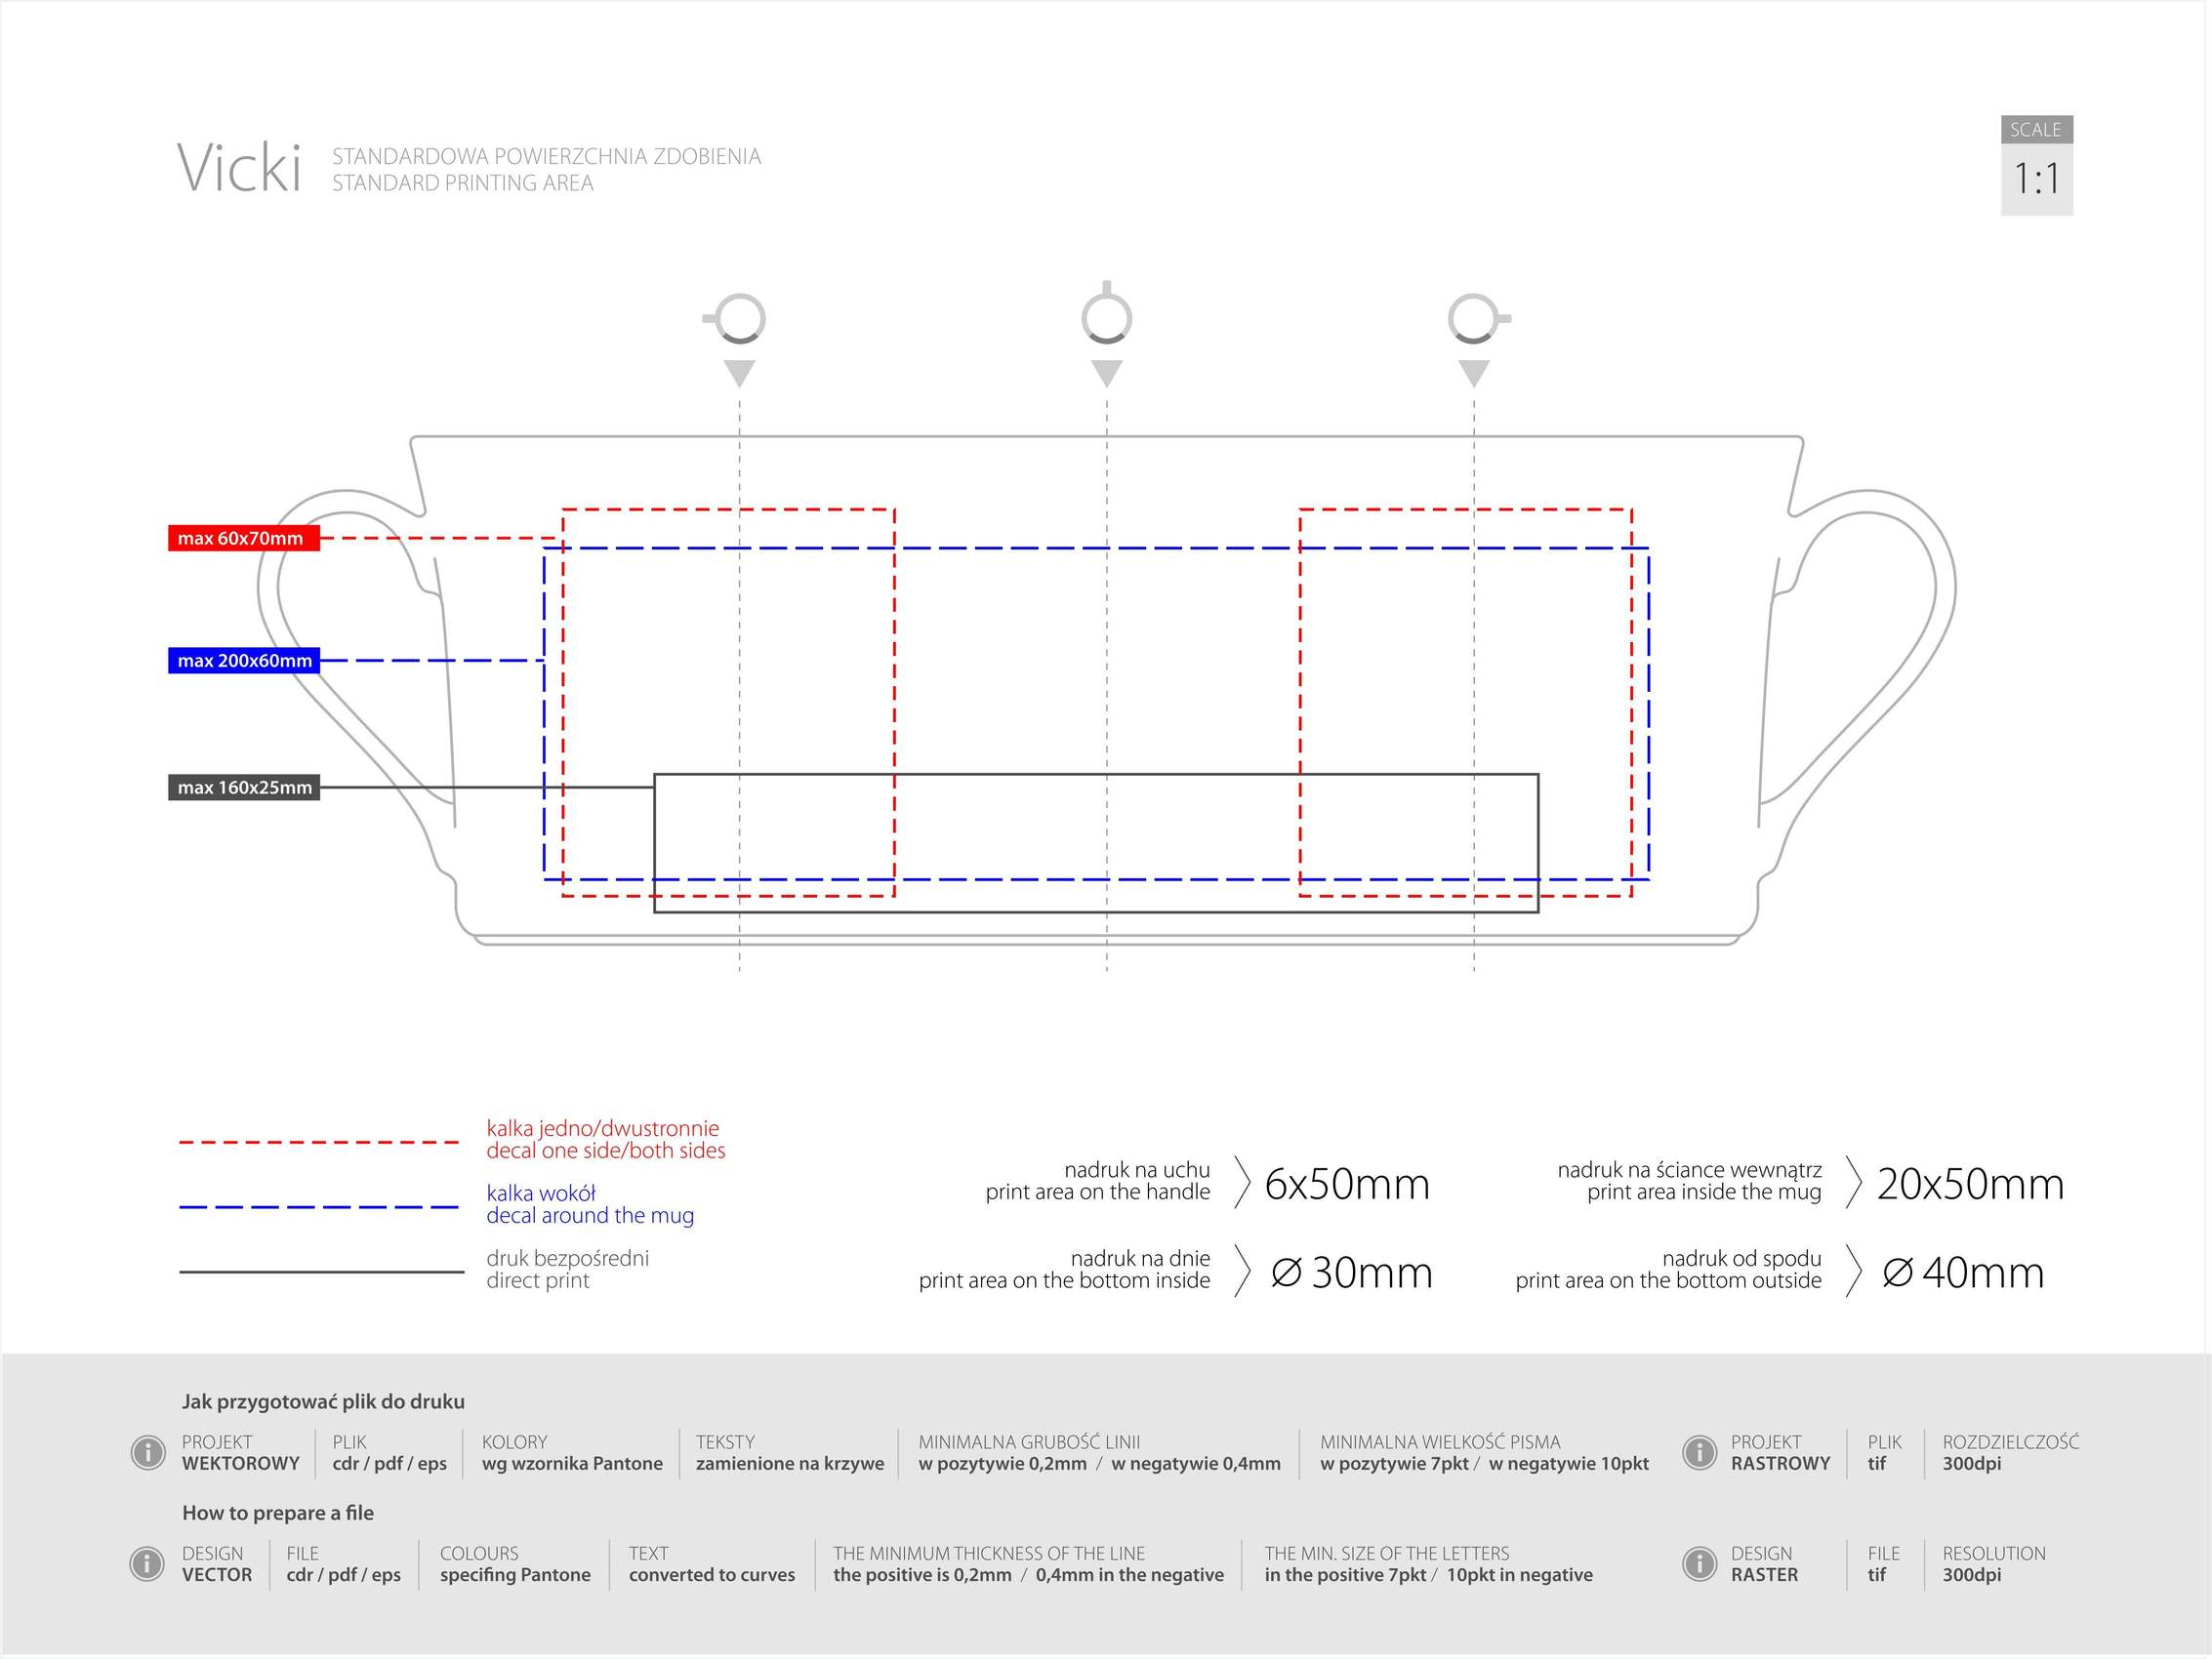 Vicki
STANDARDOWA POWIERZCHNIA ZDOBIENIA
STANDARD PRINTING AREA
SCALE
1:1
max 60x70mm
max 200x60mm
max 160x25mm
kalka jedno/dwustronnie
decal one side/both sides
kalka wokół
decal around the mug
druk bezpośredni
direct print
nadruk na uchu
print area on the handle
6x50mm
nadruk na ściance wewnątrz
print area inside the mug
20x50mm
nadruk na dnie
print area on the bottom inside
Ø 30mm
nadruk od spodu
print area on the bottom outside
Ø 40mm
Jak przygotować plik do druku
PROJEKT
WEKTOROWY
PLIK
cdr / pdf / eps
KOLORY
wg wzornika Pantone
TEKSTY
zamienione na krzywe
MINIMALNA GRUBOŚĆ LINII
w pozytywie 0,2mm / w negatywie 0,4mm
MINIMALNA WIELKOŚĆ PISMA
w pozytywie 7pkt / w negatywie 10pkt
PROJEKT
RASTROWY
PLIK
tif
ROZDZIELCZOŚĆ
300dpi
How to prepare a file
DESIGN
VECTOR
FILE
cdr / pdf / eps
COLOURS
specifing Pantone
TEXT
converted to curves
THE MINIMUM THICKNESS OF THE LINE
the positive is 0,2mm / 0,4mm in the negative
THE MIN. SIZE OF THE LETTERS
in the positive 7pkt / 10pkt in negative
DESIGN
RASTER
FILE
tif
RESOLUTION
300dpi